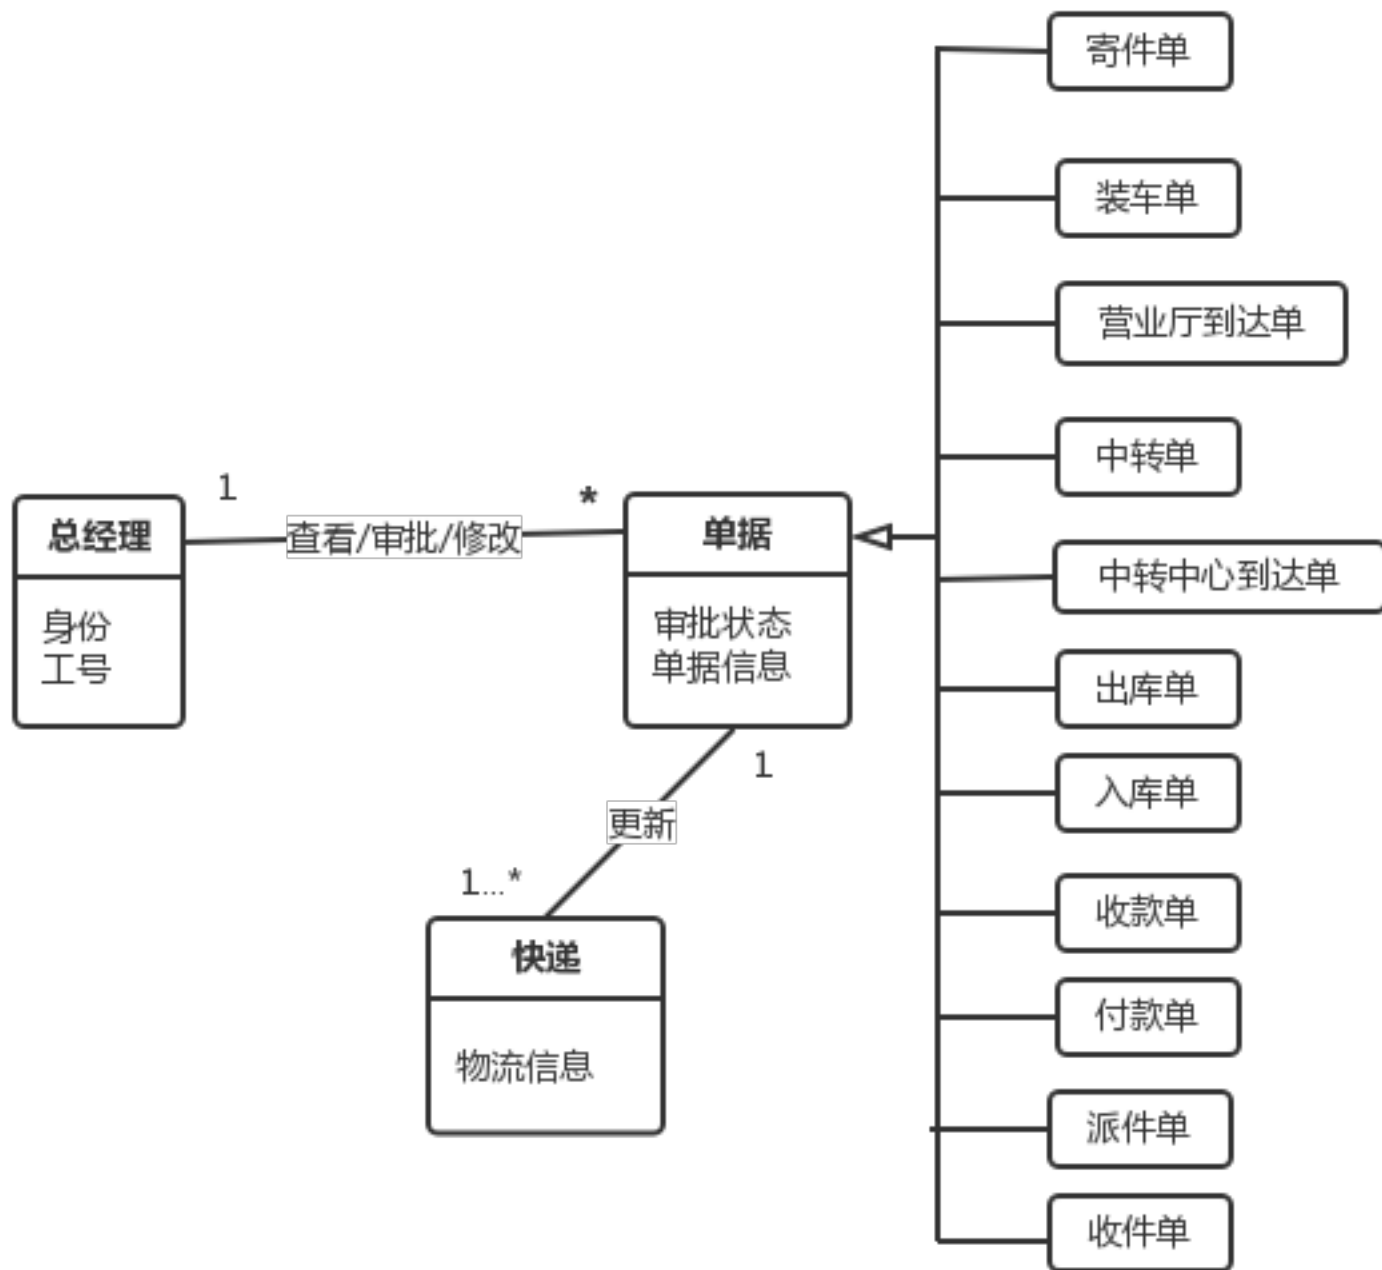 寄件单
装车单
营业厅到达单
中转单
1
*
总经理
查看/审批/修改
单据
中转中心到达单
身份
工号
审批状态
单据信息
出库单
1
入库单
更新
1...*
收款单
快递
付款单
物流信息
派件单
收件单